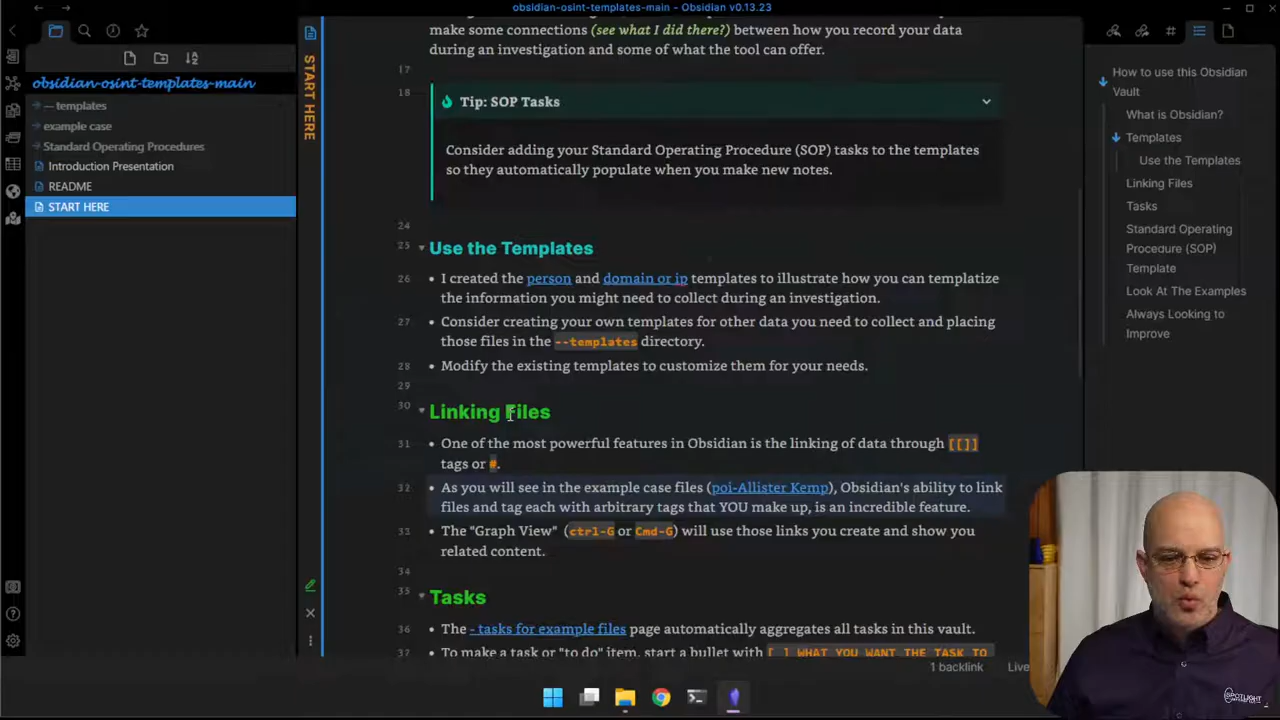 obsidian-osint-templates-main - Obsidian v0.13.23
obsidian-osint-templates-main
— templates
example case
Standard Operating Procedures
Introduction Presentation
README
START HERE
START HERE
make some connections (see what I did there?) between how you record your data
during an investigation and some of what the tool can offer.
17
18
Tip: SOP Tasks
Consider adding your Standard Operating Procedure (SOP) tasks to the templates
so they automatically populate when you make new notes.
24
25
Use the Templates
26
• I created the person and domain or ip templates to illustrate how you can templatize
the information you might need to collect during an investigation.
27
• Consider creating your own templates for other data you need to collect and placing
those files in the --templates directory.
28
• Modify the existing templates to customize them for your needs.
29
30
Linking Files
31
• One of the most powerful features in Obsidian is the linking of data through [[]]
tags or #.
32
• As you will see in the example case files (poi-Allister Kemp), Obsidian's ability to link
files and tag each with arbitrary tags that YOU make up, is an incredible feature.
33
• The "Graph View" (ctrl-G or Cmd-G) will use those links you create and show you
related content.
34
35
Tasks
36
• The - tasks for example files page automatically aggregates all tasks in this vault.
37
• To make a task or "to do" item, start a bullet with [ ] WHAT YOU WANT THE TASK TO
1 backlink
Live
How to use this Obsidian
Vault
What is Obsidian?
Templates
Use the Templates
Linking Files
Tasks
Standard Operating
Procedure (SOP)
Template
Look At The Examples
Always Looking to
Improve